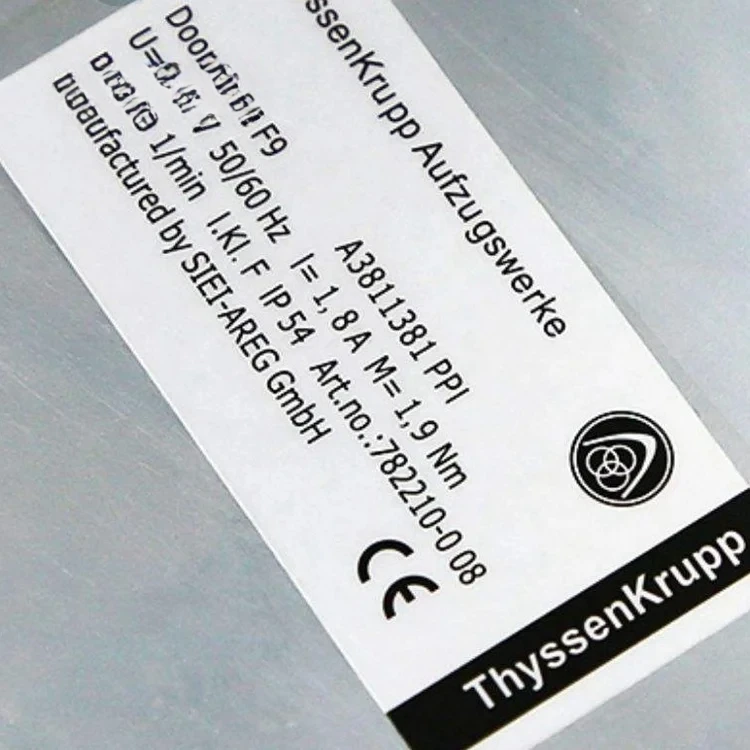 ssenKrupp Aufzugswerke
F9 A3811381 PPI
50/60 Hz I= 1, 8 A M= 1,9 Nm
1/min I.Kl. F IP 54 Art.no.:782210-0 08
manufactured by SIEI-AREG GmbH
CE
ThyssenKrupp